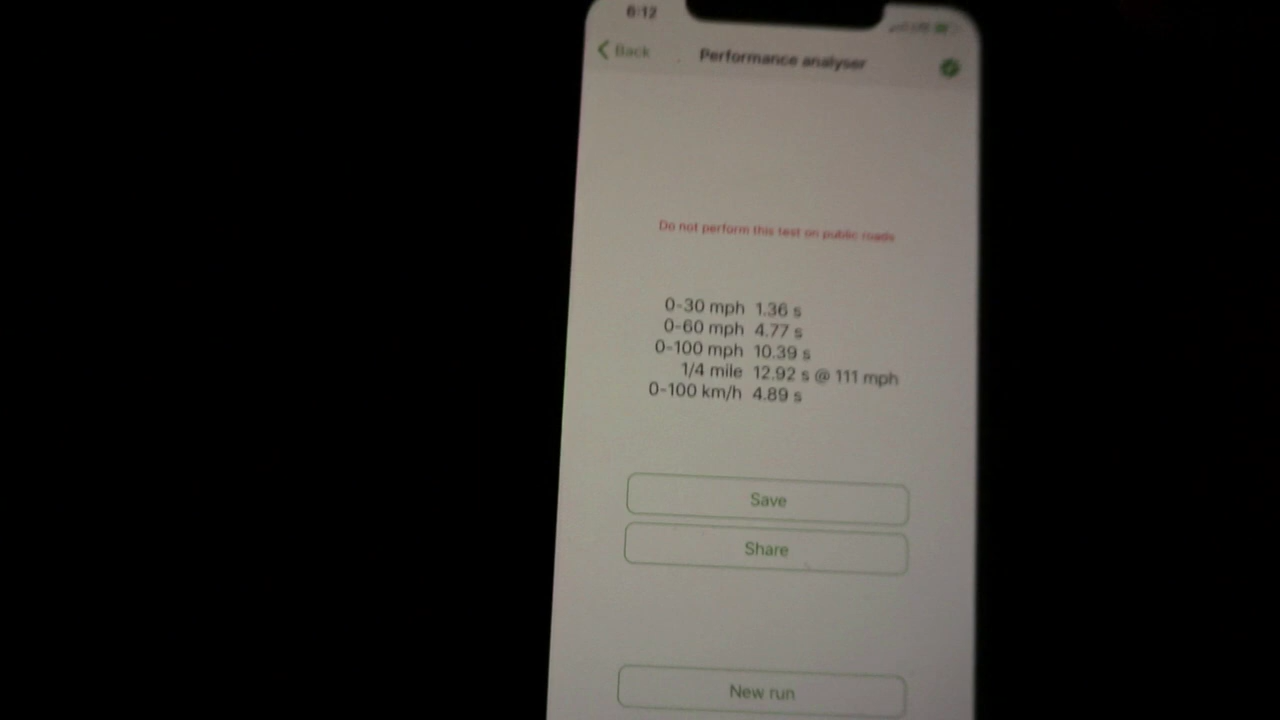 6:12
Back
Performance analyser
Do not perform this test on public roads
0-30 mph 1.36 s
0-60 mph 4.77 s
0-100 mph 10.39 s
1/4 mile 12.92 s @ 111 mph
0-100 km/h 4.89 s
Save
Share
New run